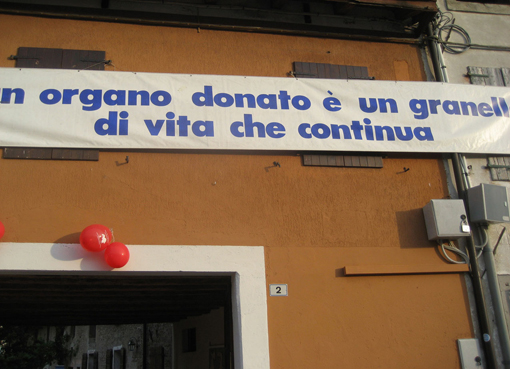 n organo donato è un granell
di vita che continua
2